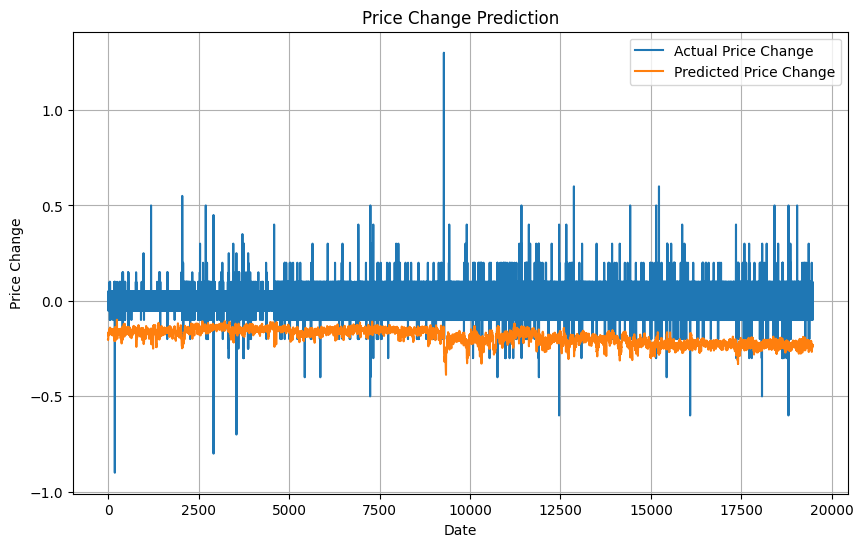 Price Change Prediction
Actual Price Change
Predicted Price Change
Price Change
1.0
0.5
0.0
−0.5
−1.0
0
2500
5000
7500
10000
12500
15000
17500
20000
Date